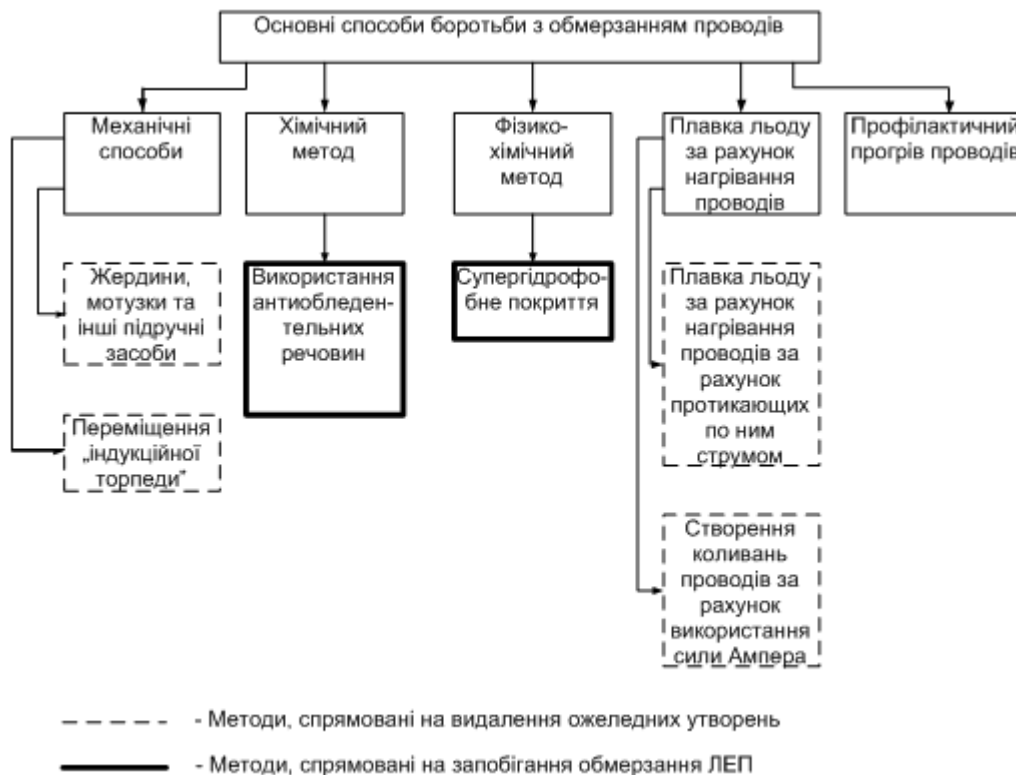 Основні способи боротьби з обмерзанням проводів
Механічні
способи
Хімічний
метод
Фізико-
хімічний
метод
Плавка льоду
за рахунок
нагрівання
проводів
Профілактичний
прогрів проводів
Жердини,
мотузки та
інші підручні
засоби
Використання
антиобледен-
тельних
речовин
Супергідрофо-
бне покриття
Плавка льоду
за рахунок
нагрівання
проводів за
рахунок
протикающих
по ним
струмом
Переміщення
„індукційної
торпеди”
Створення
коливань
проводів за
рахунок
використання
сили Ампера
- Методи, спрямовані на видалення ожеледних утворень
- Методи, спрямовані на запобігання обмерзання ЛЕП